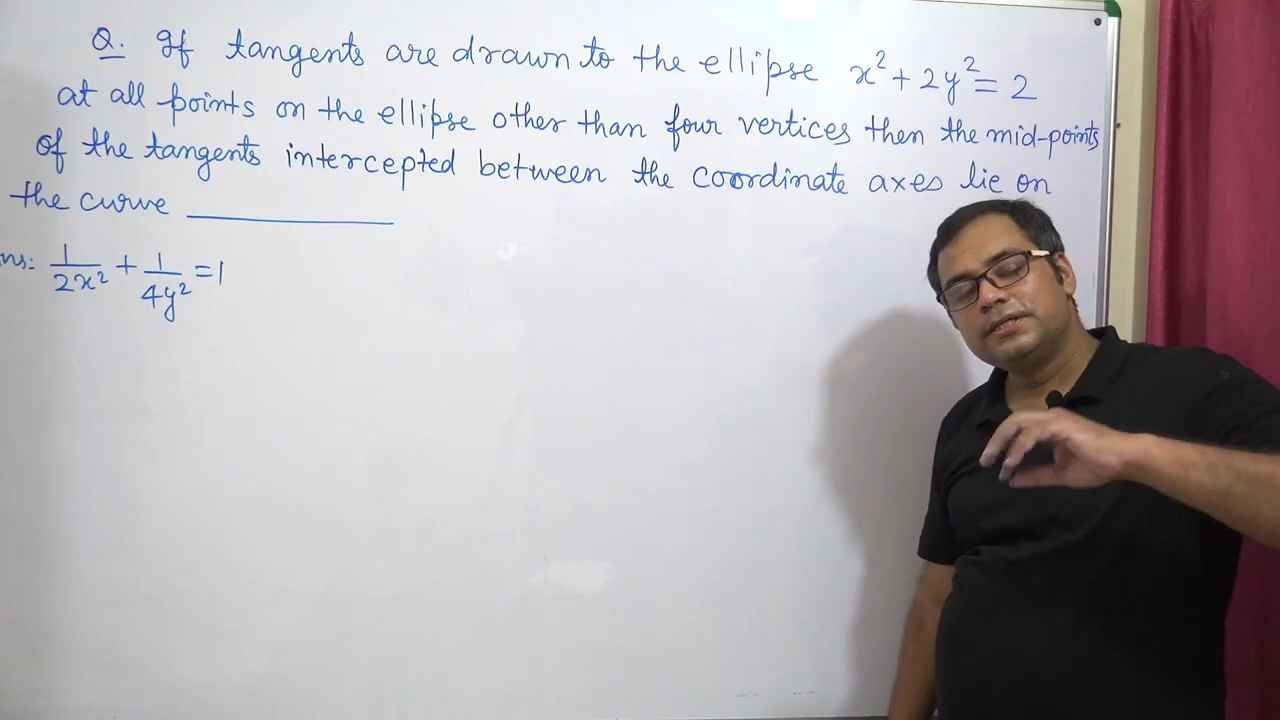 Q. If tangents are drawn to the ellipse x² + 2y² = 2
at all points on the ellipse other than four vertices then the mid-points
of the tangents intercepted between the coordinate axes lie on
the curve ____________
ns: 1/2x² + 1/4y² = 1